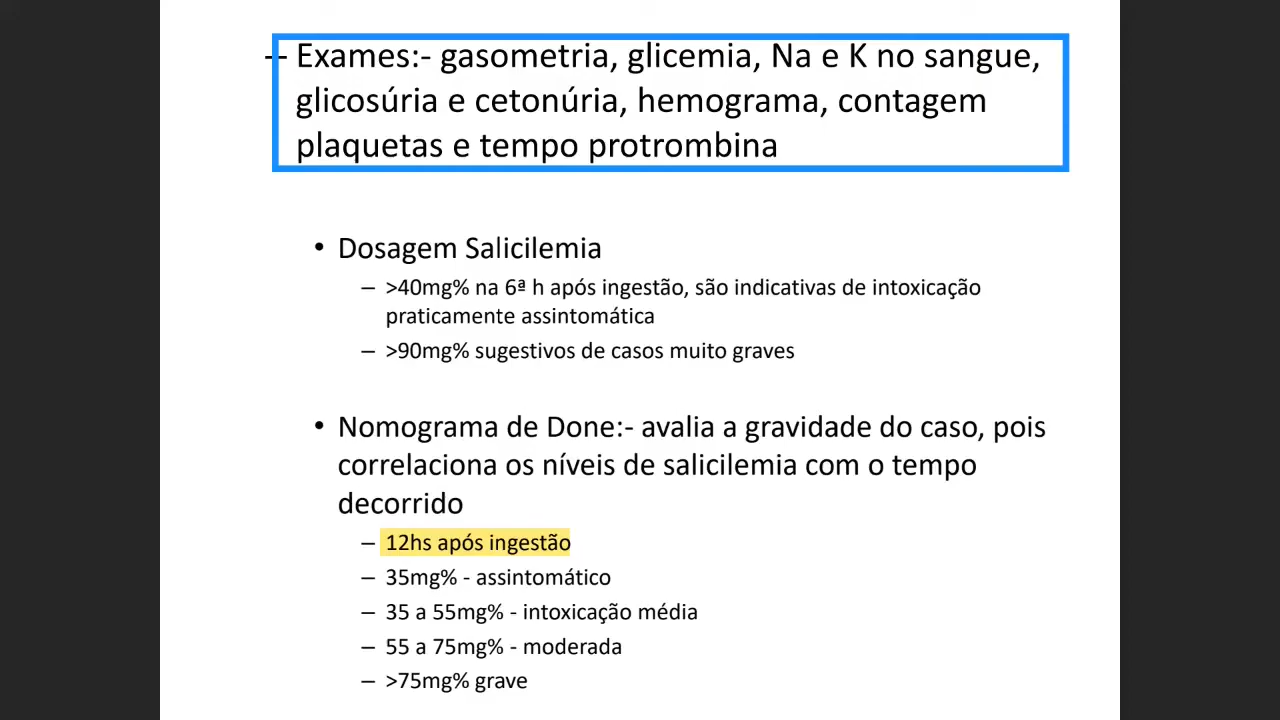 – Exames:- gasometria, glicemia, Na e K no sangue,
glicosúria e cetonúria, hemograma, contagem
plaquetas e tempo protrombina
• Dosagem Salicilemia
– >40mg% na 6ª h após ingestão, são indicativas de intoxicação
praticamente assintomática
– >90mg% sugestivos de casos muito graves
• Nomograma de Done:- avalia a gravidade do caso, pois
correlaciona os níveis de salicilemia com o tempo
decorrido
– 12hs após ingestão
– 35mg% - assintomático
– 35 a 55mg% - intoxicação média
– 55 a 75mg% - moderada
– >75mg% grave